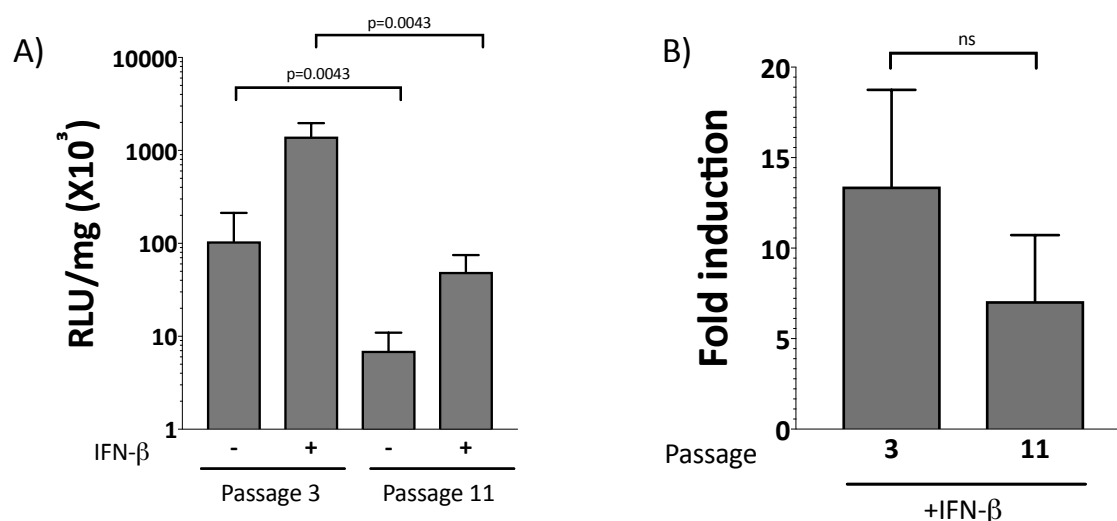 A)
p=0.0043
p=0.0043
RLU/mg (X10³)
10000
1000
100
10
1
IFN-β - + - +
Passage 3 Passage 11
B)
ns
Fold induction
20
15
10
5
0
Passage 3 11
+IFN-β